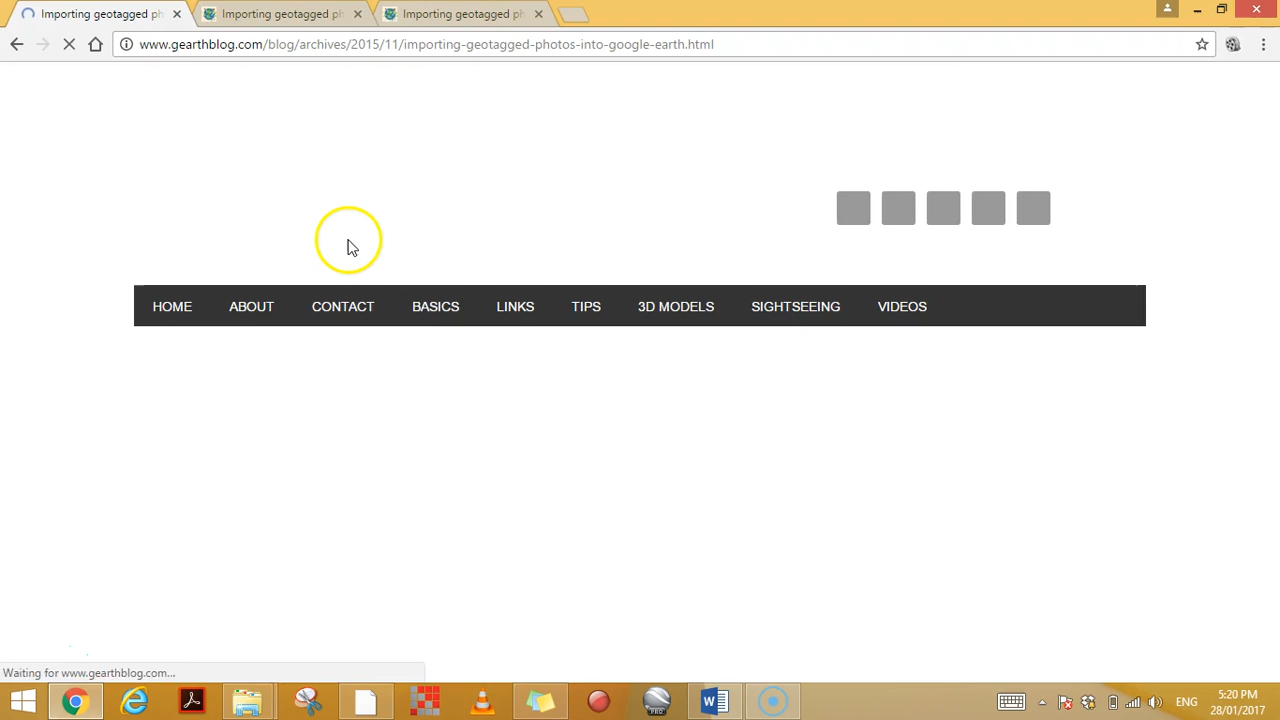 Importing geotagged ph
Importing geotagged ph
Importing geotagged ph
www.gearthblog.com/blog/archives/2015/11/importing-geotagged-photos-into-google-earth.html
HOME ABOUT CONTACT BASICS LINKS TIPS 3D MODELS SIGHTSEEING VIDEOS
Waiting for www.gearthblog.com...
PRO
ENG
5:20 PM
28/01/2017